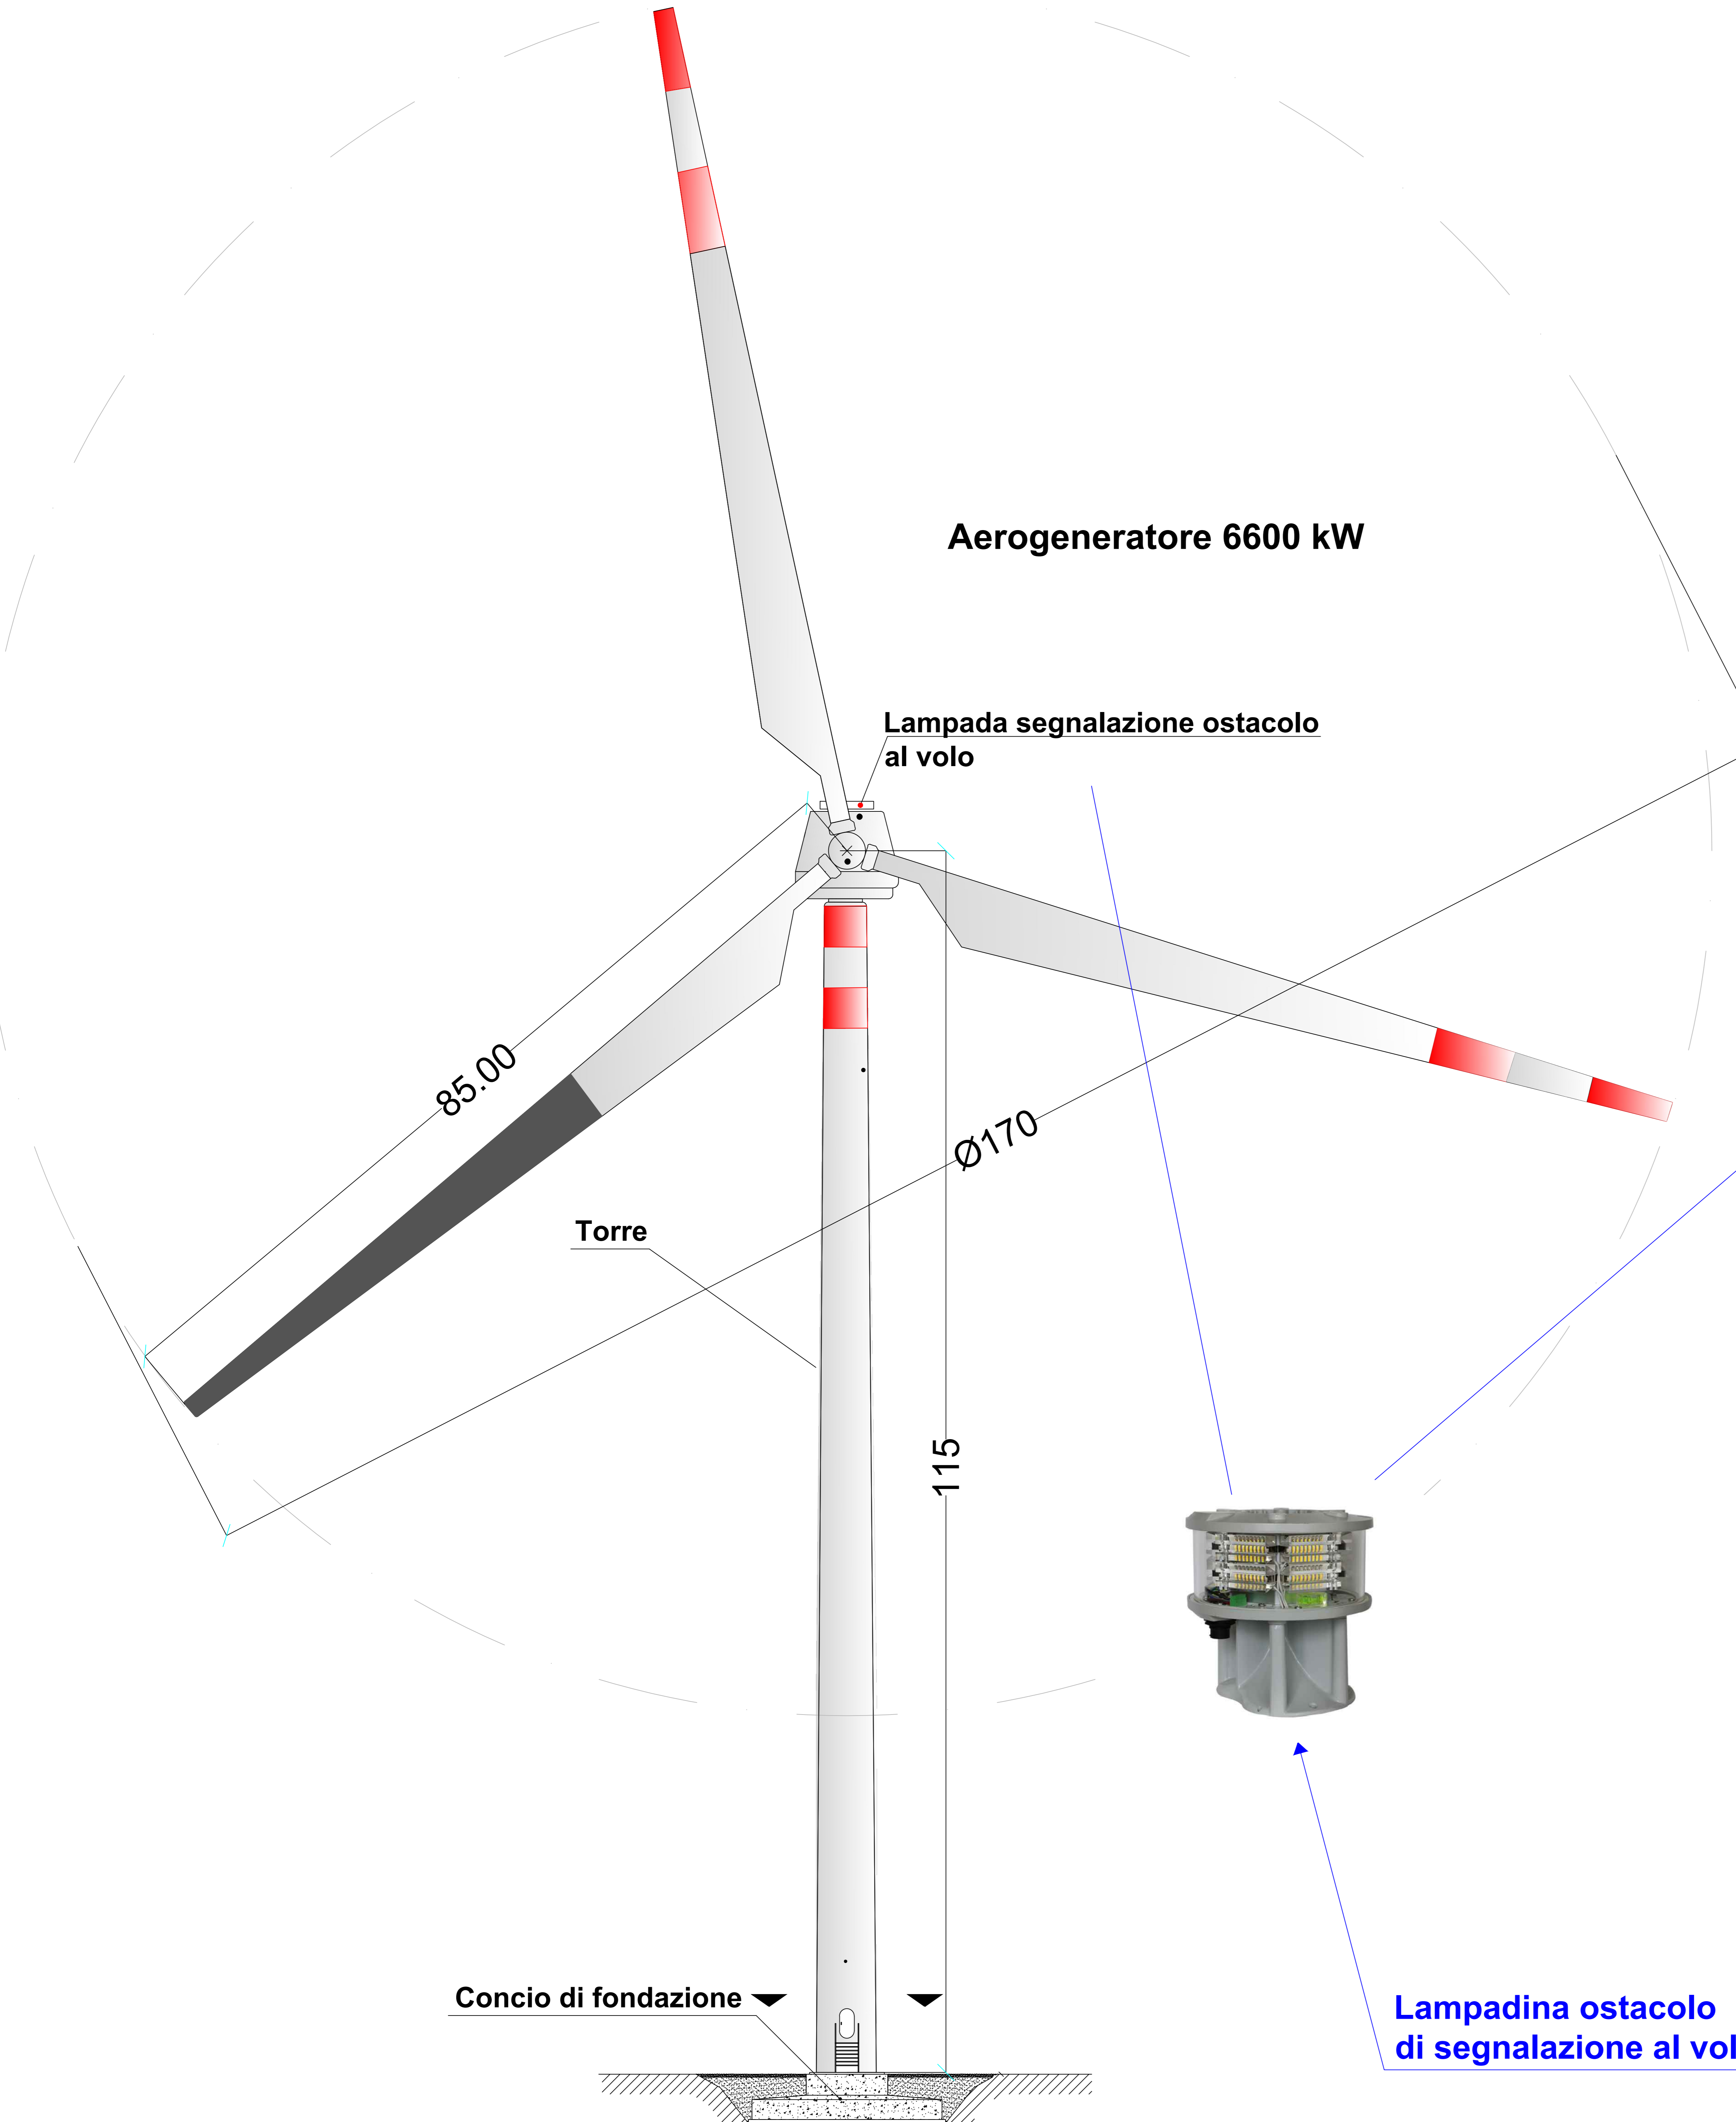 Aerogeneratore 6600 kW
Lampada segnalazione ostacolo
al volo
85.00
Ø170
Torre
115
Concio di fondazione
Lampadina ostacolo
di segnalazione al vol